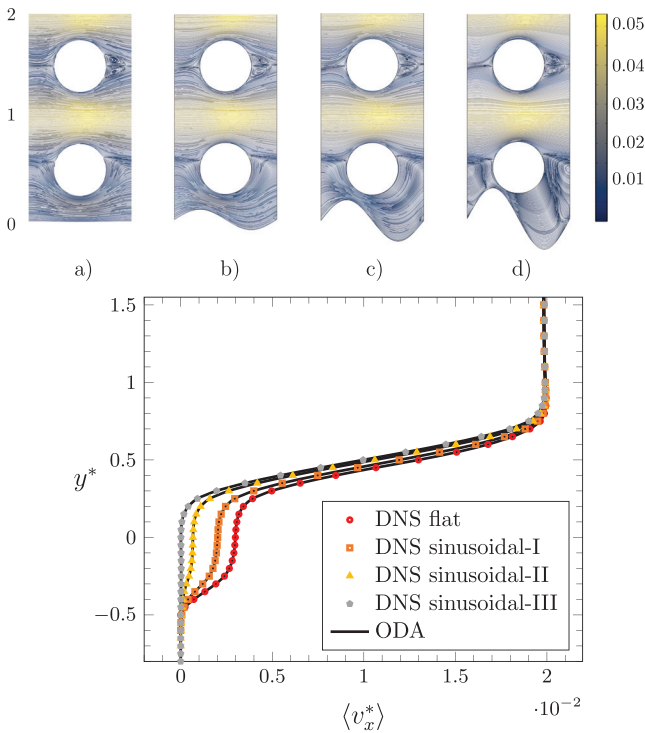 2
1
0
0.05
0.04
0.03
0.02
0.01
a)
b)
c)
d)
1.5
1
0.5
0
−0.5
y*
DNS flat
DNS sinusoidal-I
DNS sinusoidal-II
DNS sinusoidal-III
ODA
0
0.5
1
1.5
2
·10⁻²
⟨vₓ*⟩